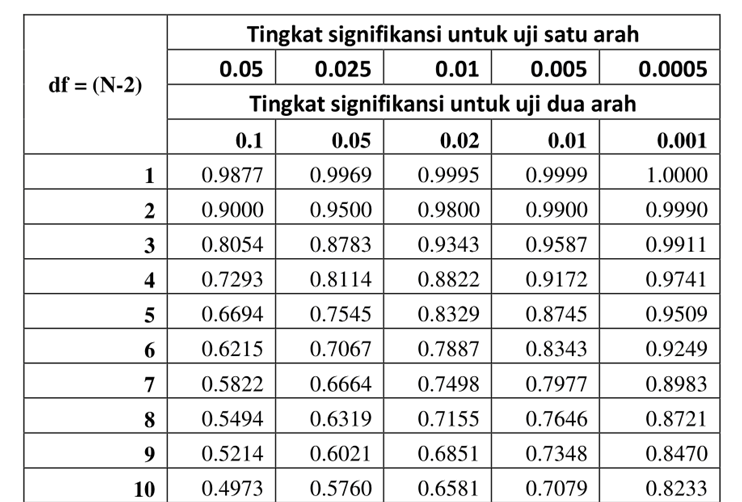 df = (N-2)
Tingkat signifikansi untuk uji satu arah
0.05 0.025 0.01 0.005 0.0005
Tingkat signifikansi untuk uji dua arah
0.1 0.05 0.02 0.01 0.001
1 0.9877 0.9969 0.9995 0.9999 1.0000
2 0.9000 0.9500 0.9800 0.9900 0.9990
3 0.8054 0.8783 0.9343 0.9587 0.9911
4 0.7293 0.8114 0.8822 0.9172 0.9741
5 0.6694 0.7545 0.8329 0.8745 0.9509
6 0.6215 0.7067 0.7887 0.8343 0.9249
7 0.5822 0.6664 0.7498 0.7977 0.8983
8 0.5494 0.6319 0.7155 0.7646 0.8721
9 0.5214 0.6021 0.6851 0.7348 0.8470
10 0.4973 0.5760 0.6581 0.7079 0.8233